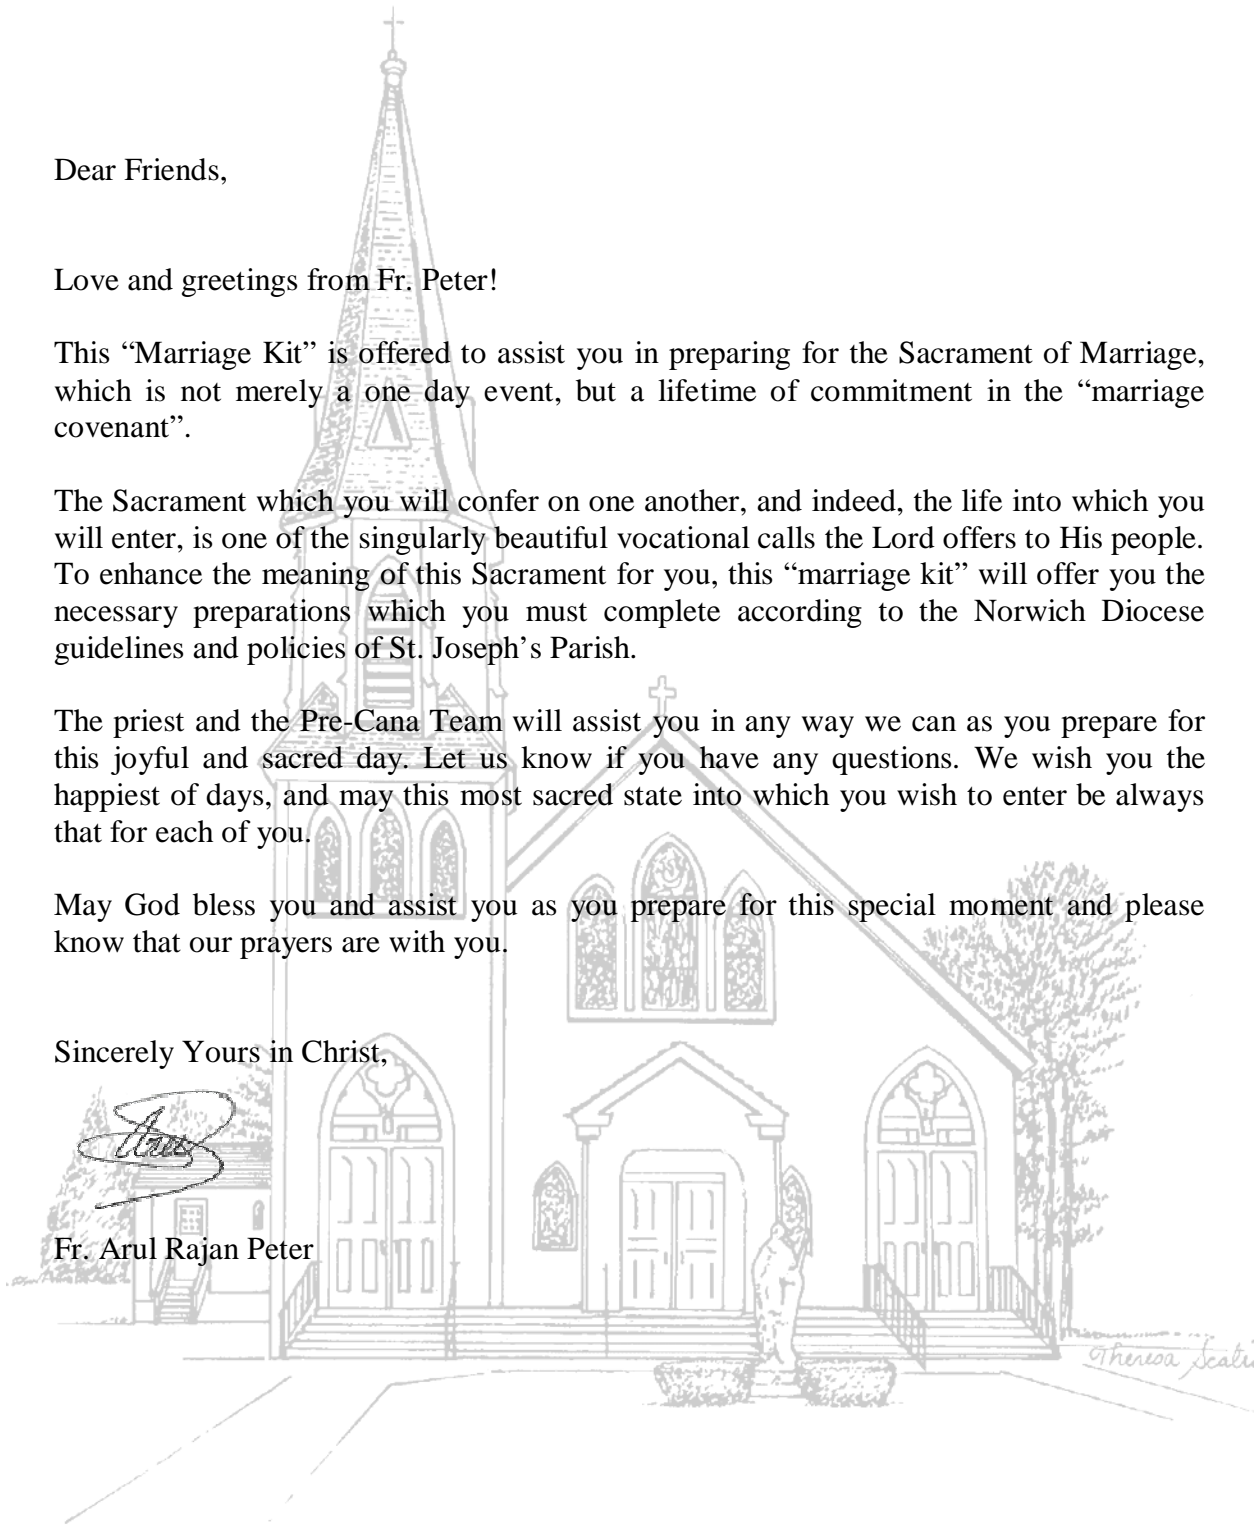 Dear Friends,
Love and greetings from Fr. Peter!
This “Marriage Kit” is offered to assist you in preparing for the Sacrament of Marriage,
which is not merely a one day event, but a lifetime of commitment in the “marriage
covenant”.
The Sacrament which you will confer on one another, and indeed, the life into which you
will enter, is one of the singularly beautiful vocational calls the Lord offers to His people.
To enhance the meaning of this Sacrament for you, this “marriage kit” will offer you the
necessary preparations which you must complete according to the Norwich Diocese
guidelines and policies of St. Joseph’s Parish.
The priest and the Pre-Cana Team will assist you in any way we can as you prepare for
this joyful and sacred day. Let us know if you have any questions. We wish you the
happiest of days, and may this most sacred state into which you wish to enter be always
that for each of you.
May God bless you and assist you as you prepare for this special moment and please
know that our prayers are with you.
Sincerely Yours in Christ,
Fr. Arul Rajan Peter
Theresa